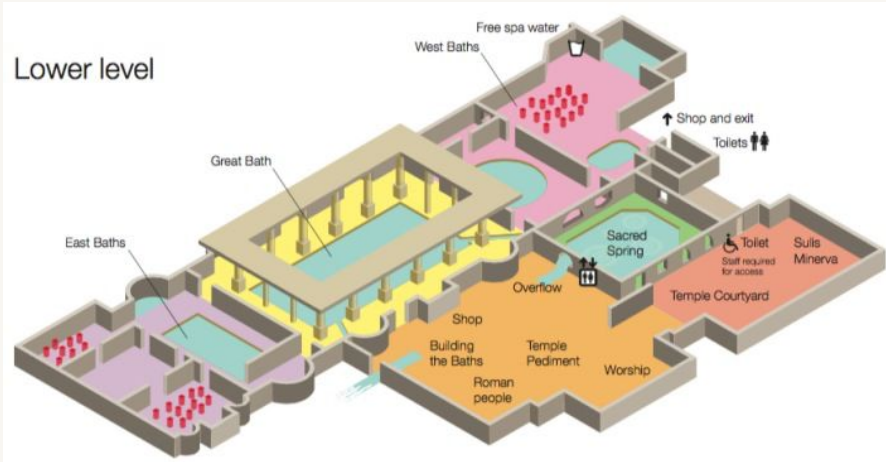 Lower level
Free spa water
West Baths
Shop and exit
Toilets
Great Bath
East Baths
Sacred
Spring
Toilet
Staff required
for access
Sulis
Minerva
Temple Courtyard
Overflow
Shop
Building
the Baths
Temple
Pediment
Roman
people
Worship